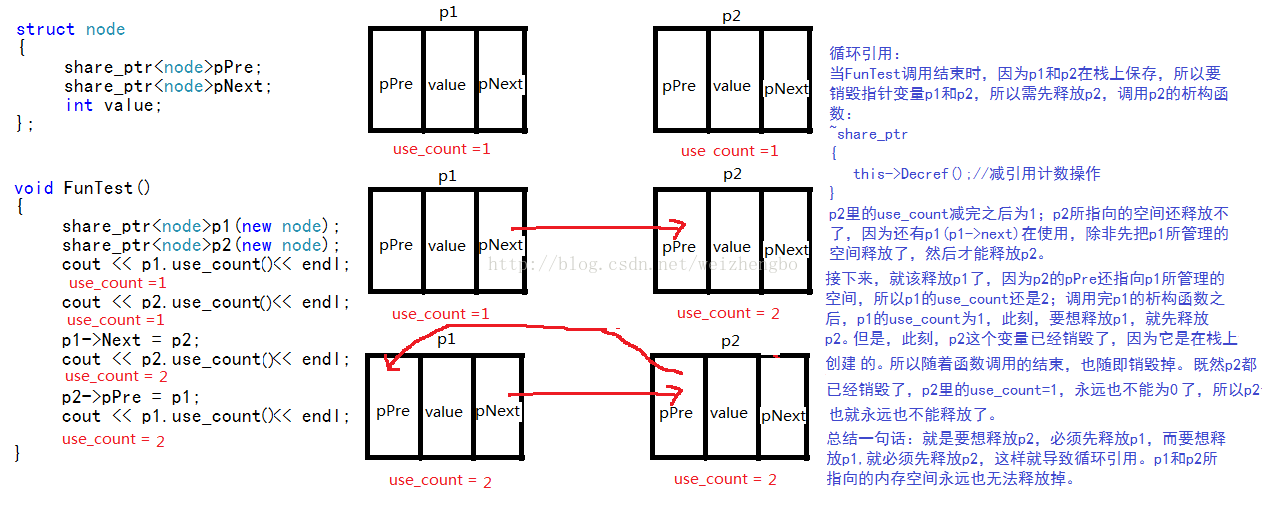 struct node
{
share_ptr<node>pPre;
share_ptr<node>pNext;
int value;
};
void FunTest()
{
share_ptr<node>p1(new node);
share_ptr<node>p2(new node);
cout << p1.use_count()<< endl;
use_count =1
cout << p2.use_count()<< endl;
use_count =1
p1->Next = p2;
cout << p2.use_count()<< endl;
use_count = 2
p2->pPre = p1;
cout << p1.use_count()<< endl;
use_count = 2
}
p1
pPre value pNext
use_count =1
p2
pPre value pNext
use count =1
p1
pPre value pNext
use_count =1
p2
pPre value pNext
use_count = 2
http://blog.csdn.net/weizhengbo
p1
pPre value pNext
use_count = 2
p2
pPre value pNext
use_count = 2
循环引用:
当FunTest调用结束时，因为p1和p2在栈上保存，所以要
销毁指针变量p1和p2，所以需先释放p2，调用p2的析构函
数:
~share_ptr
{
this->Decref();//减引用计数操作
}
p2里的use_count减完之后为1；p2所指向的空间还释放不
了，因为还有p1(p1->next)在使用，除非先把p1所管理的
空间释放了，然后才能释放p2。
接下来，就该释放p1了，因为p2的pPre还指向p1所管理的
空间，所以p1的use_count还是2；调用完p1的析构函数之
后，p1的use_count为1，此刻，要想释放p1，就先释放
p2。但是，此刻，p2这个变量已经销毁了，因为它是在栈上
创建 的。所以随着函数调用的结束，也随即销毁掉。既然p2都
已经销毁了，p2里的use_count=1，永远也不能为0了，所以p2
也就永远也不能释放了。
总结一句话：就是要想释放p2，必须先释放p1，而要想释
放p1,就必须先释放p2，这样就导致循环引用。p1和p2所
指向的内存空间永远也无法释放掉。